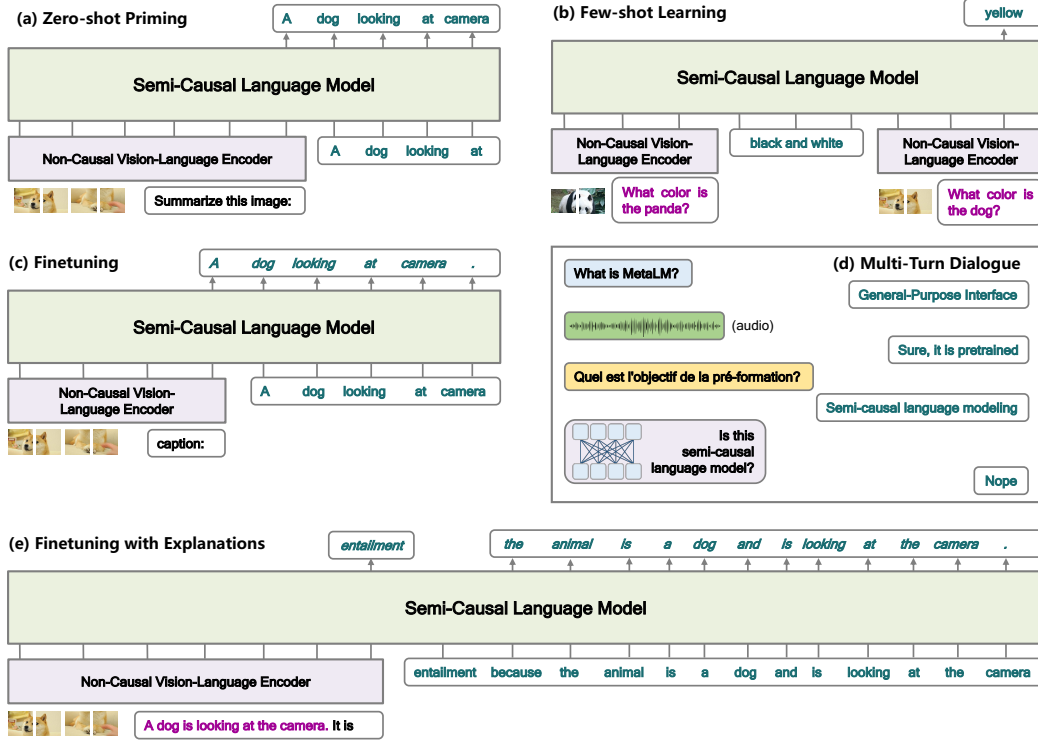 (a) Zero-shot Priming
A dog looking at camera
Semi-Causal Language Model
Non-Causal Vision-Language Encoder
A dog looking at
Summarize this image:
(b) Few-shot Learning
yellow
Semi-Causal Language Model
Non-Causal Vision-
Language Encoder
black and white
Non-Causal Vision-
Language Encoder
What color is
the panda?
What color is
the dog?
(c) Finetuning
A dog looking at camera .
Semi-Causal Language Model
Non-Causal Vision-
Language Encoder
A dog looking at camera
caption:
(d) Multi-Turn Dialogue
What is MetaLM?
General-Purpose Interface
(audio)
Sure, it is pretrained
Quel est l'objectif de la pré-formation?
Semi-causal language modeling
Is this
semi-causal
language model?
Nope
(e) Finetuning with Explanations
entailment
the animal is a dog and is looking at the camera .
Semi-Causal Language Model
Non-Causal Vision-Language Encoder
entailment because the animal is a dog and is looking at the camera
A dog is looking at the camera. It is